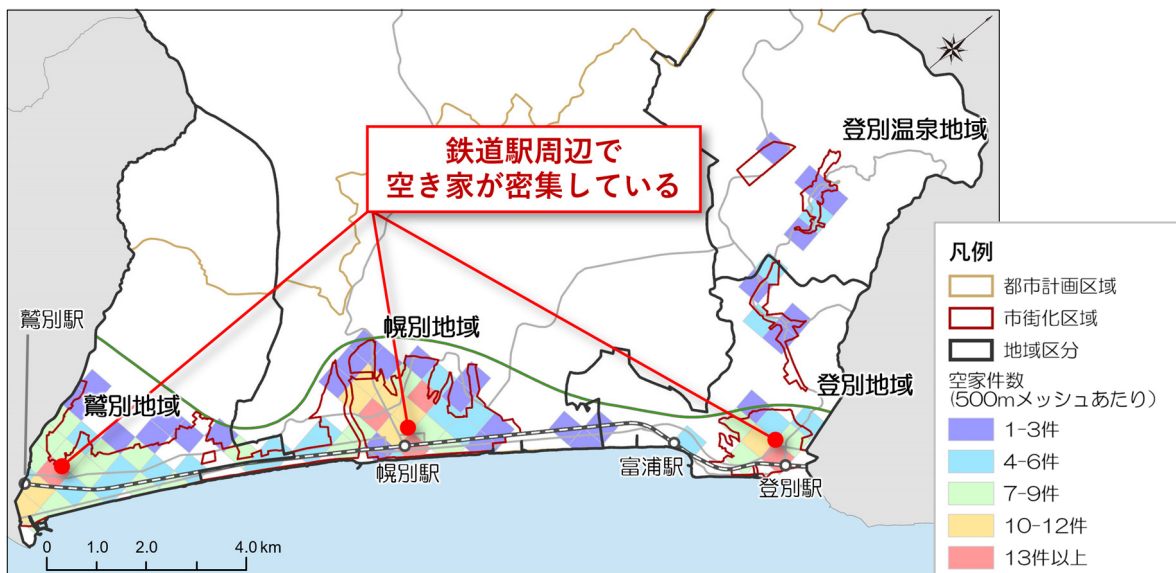 鉄道駅周辺で
空き家が密集している
登別温泉地域
鷲別駅
幌別地域
鷲別地域
登別地域
幌別駅
富浦駅
登別駅
0 1.0 2.0 4.0 km
凡例
都市計画区域
市街化区域
地域区分
空家件数
(500mメッシュあたり)
1-3件
4-6件
7-9件
10-12件
13件以上